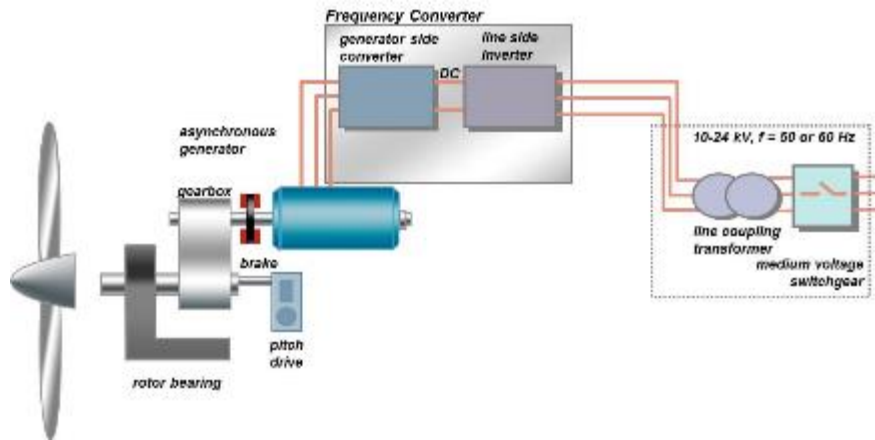 Frequency Converter
generator side
converter
line side
inverter
DC
asynchronous
generator
10-24 kV, f = 50 or 60 Hz
gearbox
line coupling
transformer
brake
medium voltage
switchgear
pitch
drive
rotor bearing